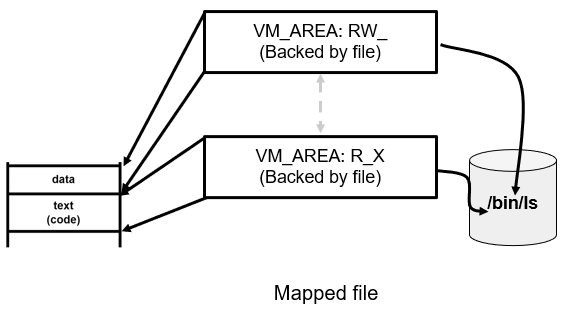 VM_AREA: RW_
(Backed by file)
VM_AREA: R_X
(Backed by file)
data
text
(code)
/bin/ls
Mapped file